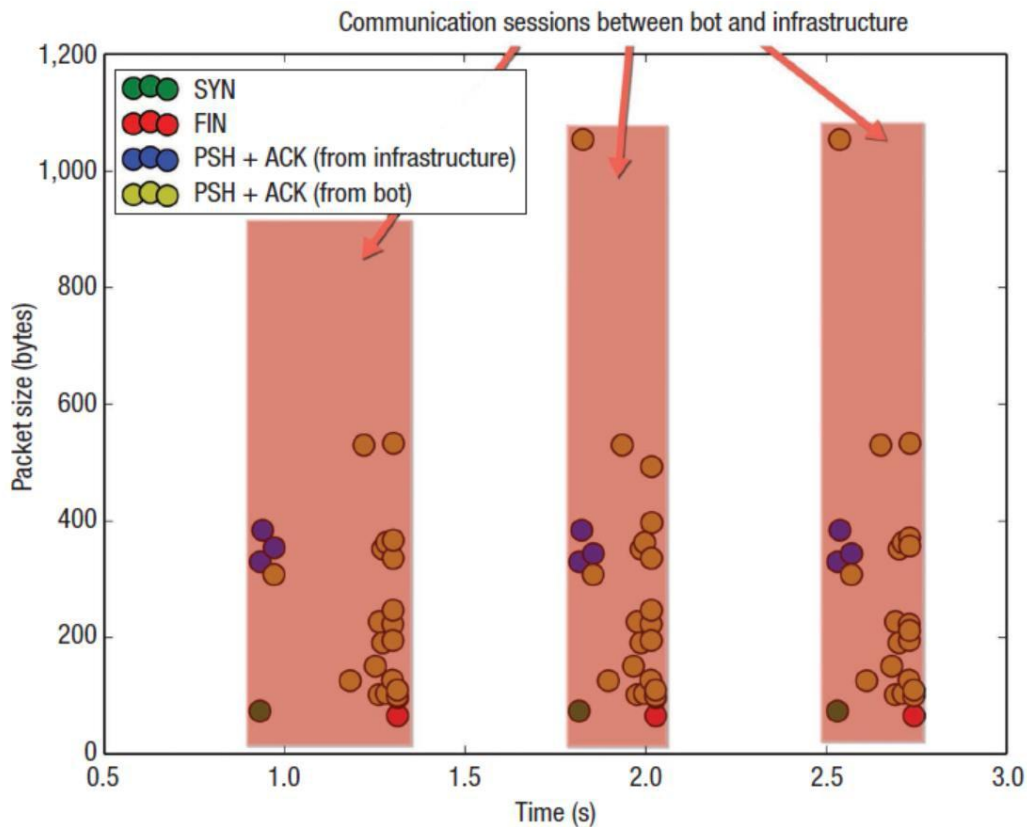 Communication sessions between bot and infrastructure
1,200
1,000
800
600
400
200
0
Packet size (bytes)
SYN
FIN
PSH + ACK (from infrastructure)
PSH + ACK (from bot)
0.5
1.0
1.5
2.0
2.5
3.0
Time (s)